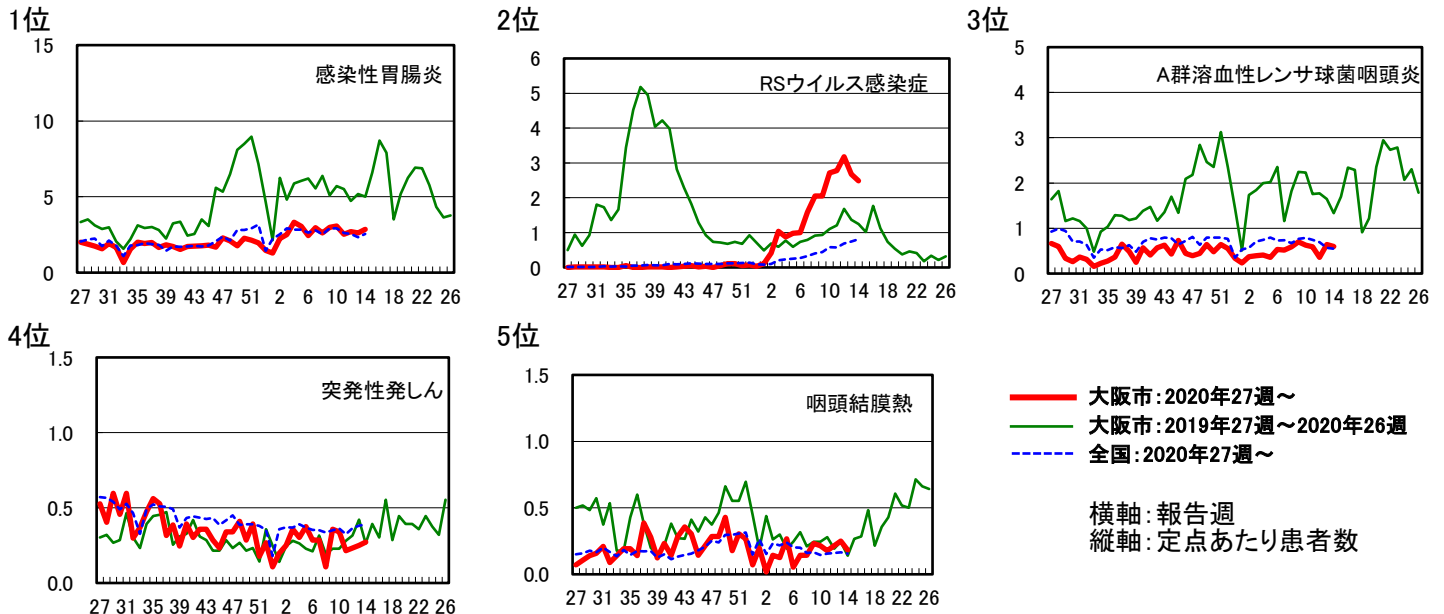 1位
15
10
5
0
感染性胃腸炎
27 31 35 39 43 47 51 2 6 10 14 18 22 26
2位
6
5
4
3
2
1
0
RSウイルス感染症
27 31 35 39 43 47 51 2 6 10 14 18 22 26
3位
5
4
3
2
1
0
A群溶血性レンサ球菌咽頭炎
27 31 35 39 43 47 51 2 6 10 14 18 22 26
4位
1.5
1.0
0.5
0.0
突発性発しん
27 31 35 39 43 47 51 2 6 10 14 18 22 26
5位
1.5
1.0
0.5
0.0
咽頭結膜熱
27 31 35 39 43 47 51 2 6 10 14 18 22 26
大阪市:2020年27週~
大阪市:2019年27週~2020年26週
全国:2020年27週~
横軸:報告週
縦軸:定点あたり患者数